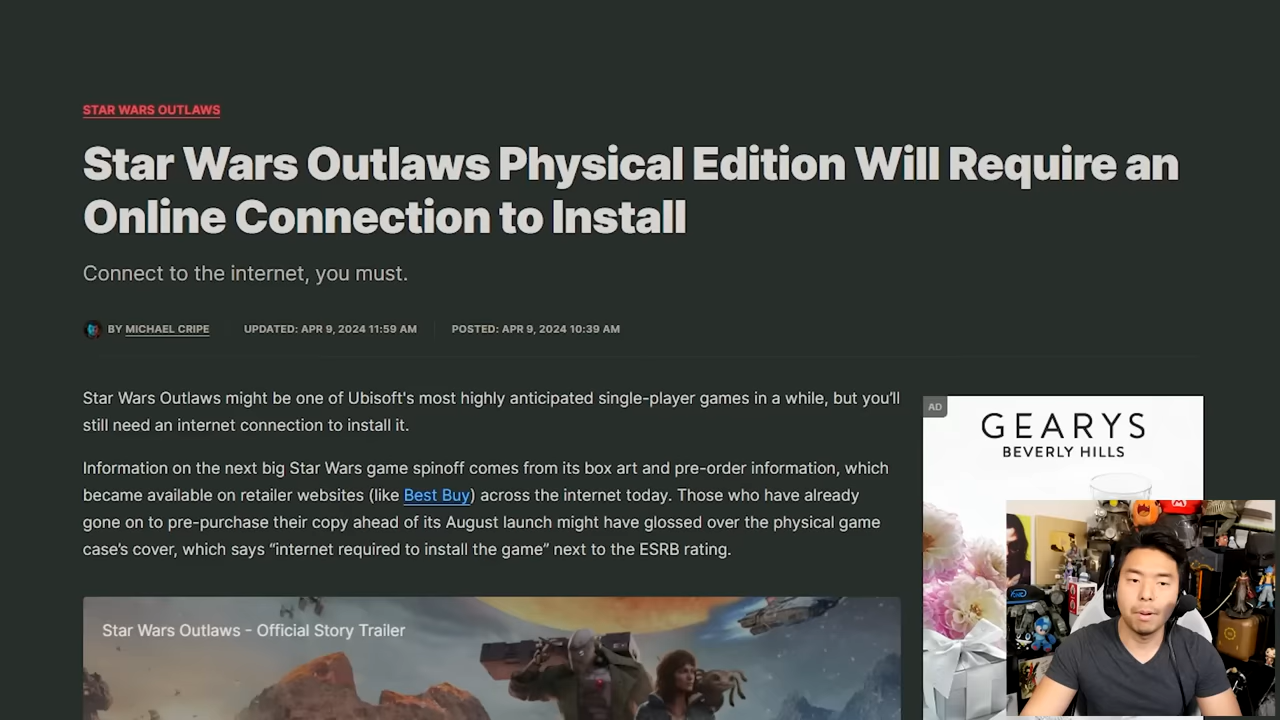 STAR WARS OUTLAWS
Star Wars Outlaws Physical Edition Will Require an
Online Connection to Install
Connect to the internet, you must.
BY MICHAEL CRIPE
UPDATED: APR 9, 2024 11:59 AM
POSTED: APR 9, 2024 10:39 AM
Star Wars Outlaws might be one of Ubisoft's most highly anticipated single-player games in a while, but you’ll
still need an internet connection to install it.
Information on the next big Star Wars game spinoff comes from its box art and pre-order information, which
became available on retailer websites (like Best Buy) across the internet today. Those who have already
gone on to pre-purchase their copy ahead of its August launch might have glossed over the physical game
case’s cover, which says “internet required to install the game” next to the ESRB rating.
Star Wars Outlaws - Official Story Trailer
AD
GEARYS
BEVERLY HILLS